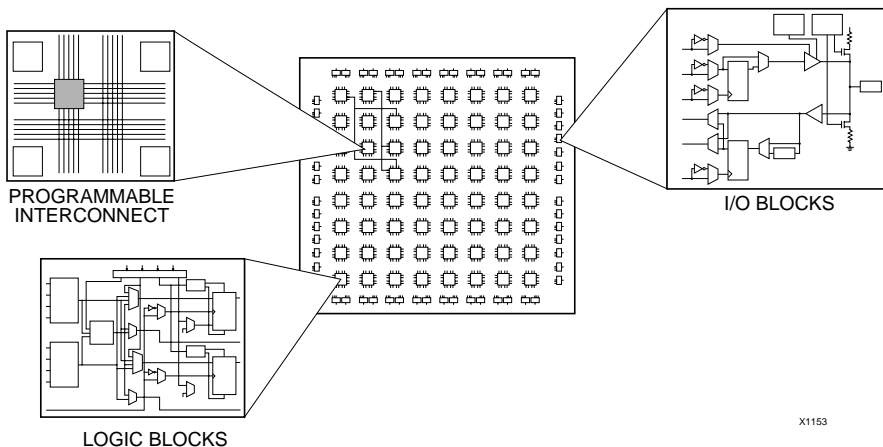 PROGRAMMABLE
INTERCONNECT
I/O BLOCKS
LOGIC BLOCKS
X1153